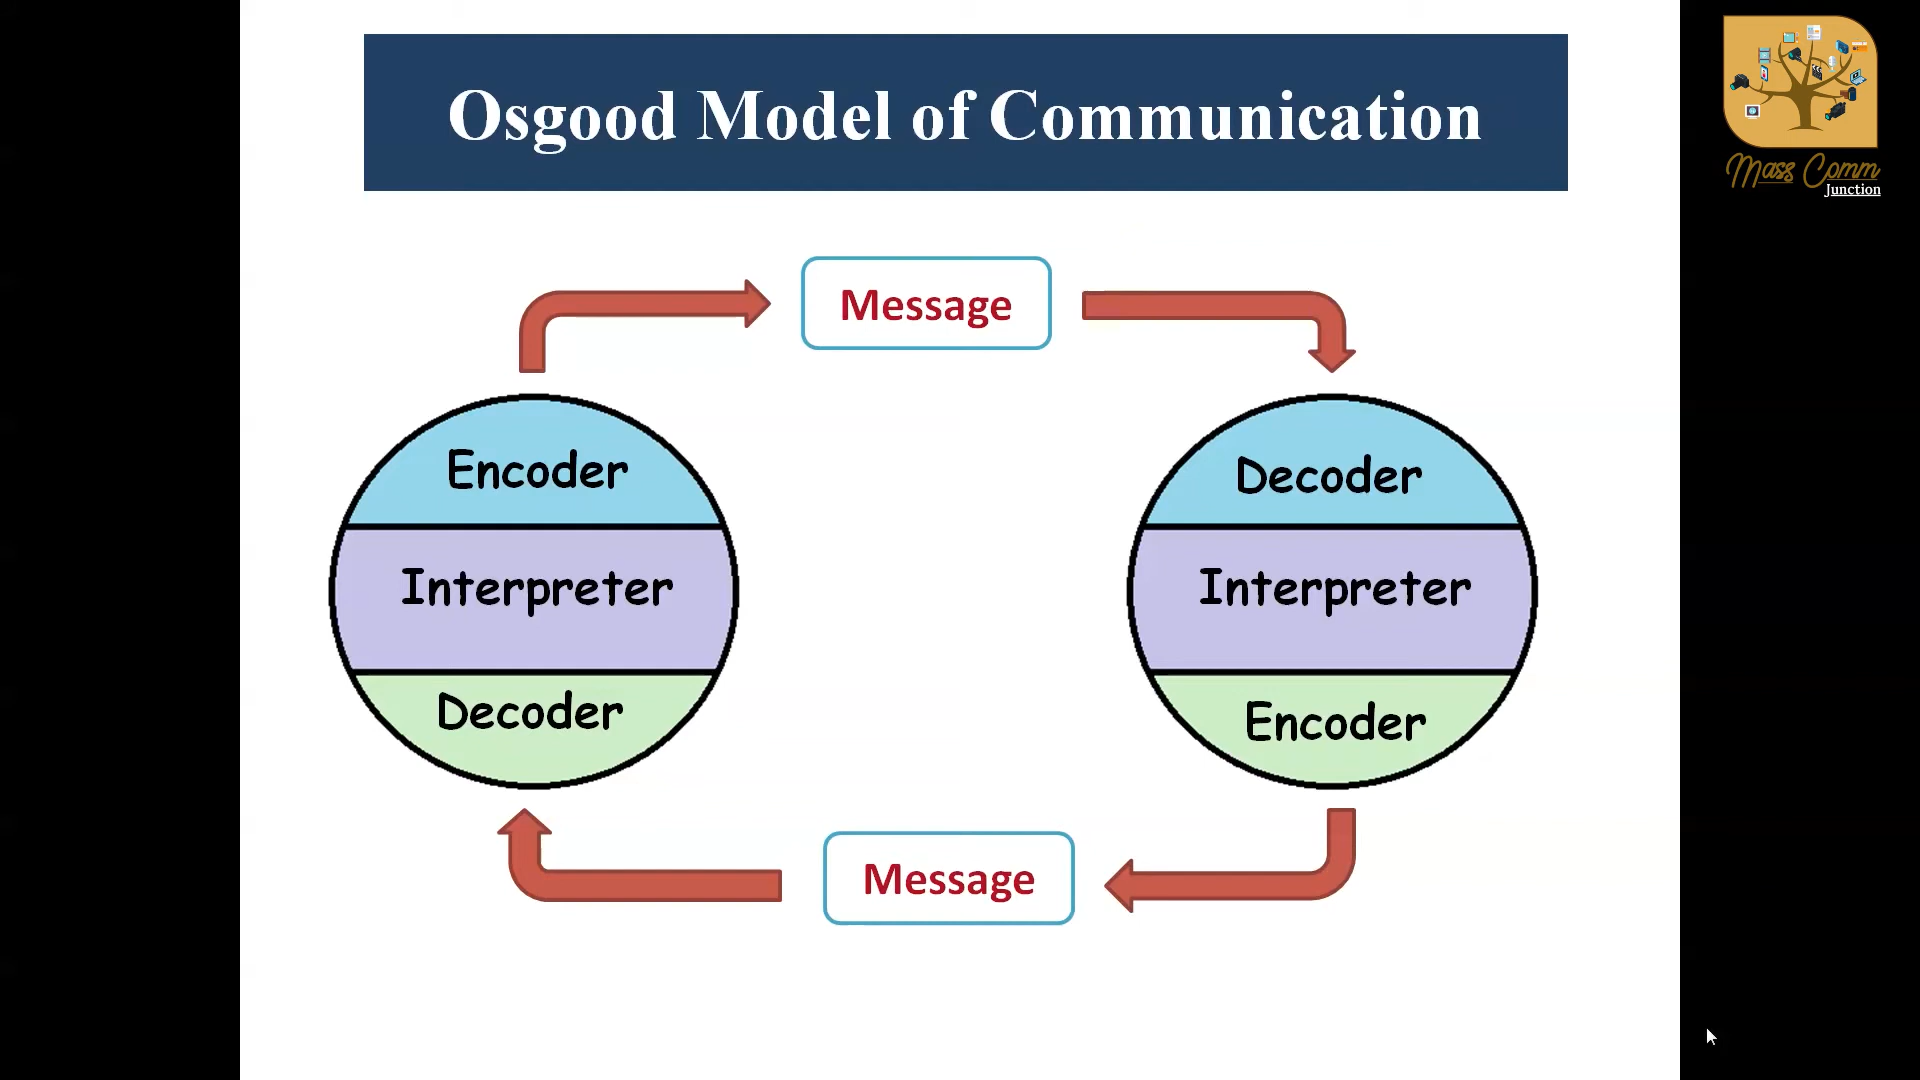 Osgood Model of Communication
Mass Comm
Junction
Message
Encoder
Interpreter
Decoder
Decoder
Interpreter
Encoder
Message